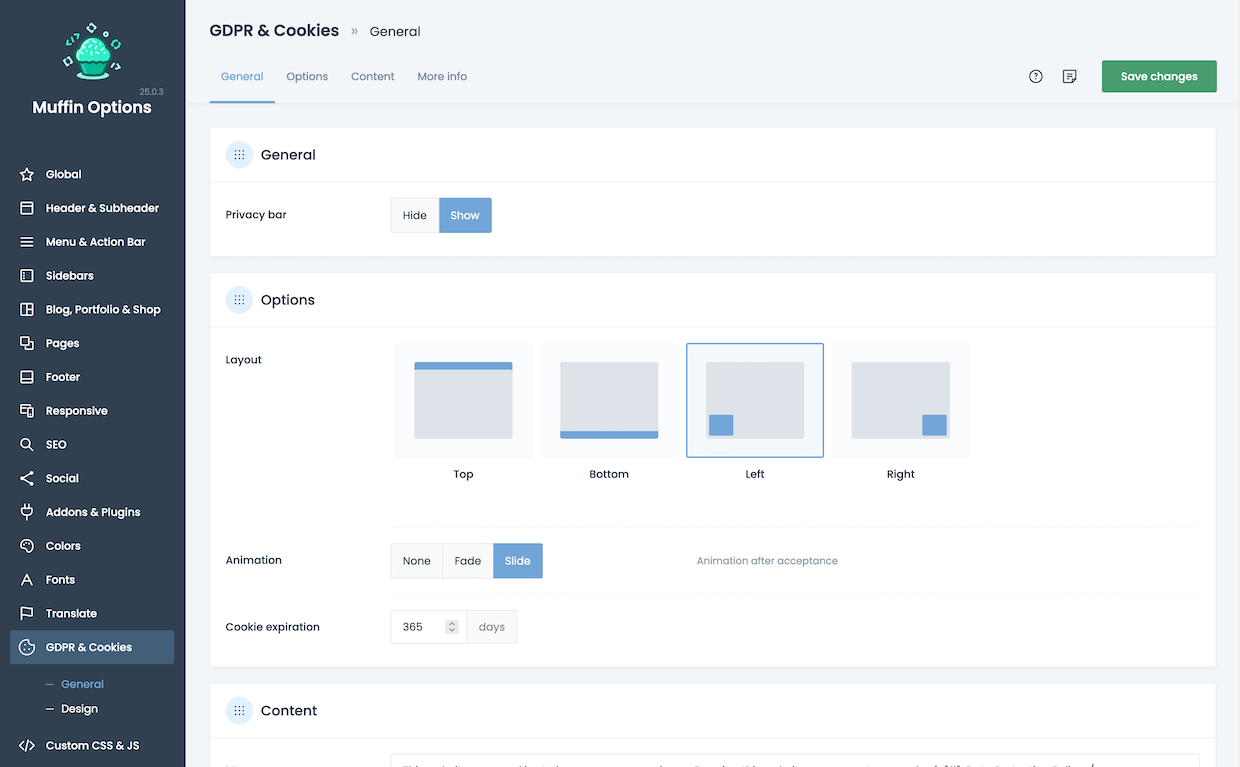 25.0.3
Muffin Options
Global
Header & Subheader
Menu & Action Bar
Sidebars
Blog, Portfolio & Shop
Pages
Footer
Responsive
SEO
Social
Addons & Plugins
Colors
Fonts
Translate
GDPR & Cookies
General
Design
Custom CSS & JS
GDPR & Cookies » General
General Options Content More info
Save changes
General
Privacy bar Hide Show
Options
Layout
Top Bottom Left Right
Animation None Fade Slide Animation after acceptance
Cookie expiration 365 days
Content